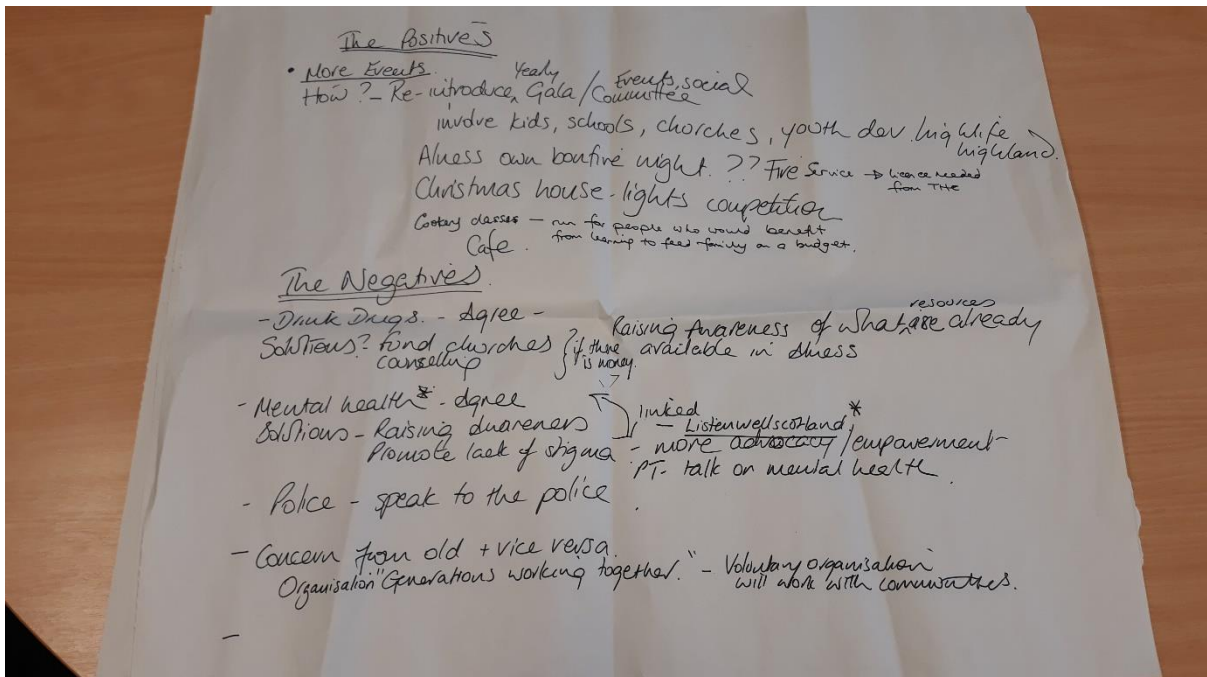 The Positives
• More Events.
How? - Re-introduce Yearly Gala / Events, social Committee
involve kids, schools, churches, youth dev. highlife highland.
Alness own bonfire night. ?? Fire Service → licence needed from THE
Christmas house-lights competition
Cookery classes - run for people who would benefit from learning to feed family on a budget.
Cafe.
The Negatives.
- Drink Drugs. - Agree -
Solutions? fund churches counselling } if there is money.
Raising Awareness of what resources are already available in Alness
- Mental health* - Agree
Solutions - Raising Awareness
Promote lack of stigma
linked - Listenwellscotland *
- more advocacy / empowerment
PT - talk on mental health.
- Police - speak to the police.
- Concern from old + vice versa.
Organisation "Generations working together." - Voluntary organisation will work with communities.
-